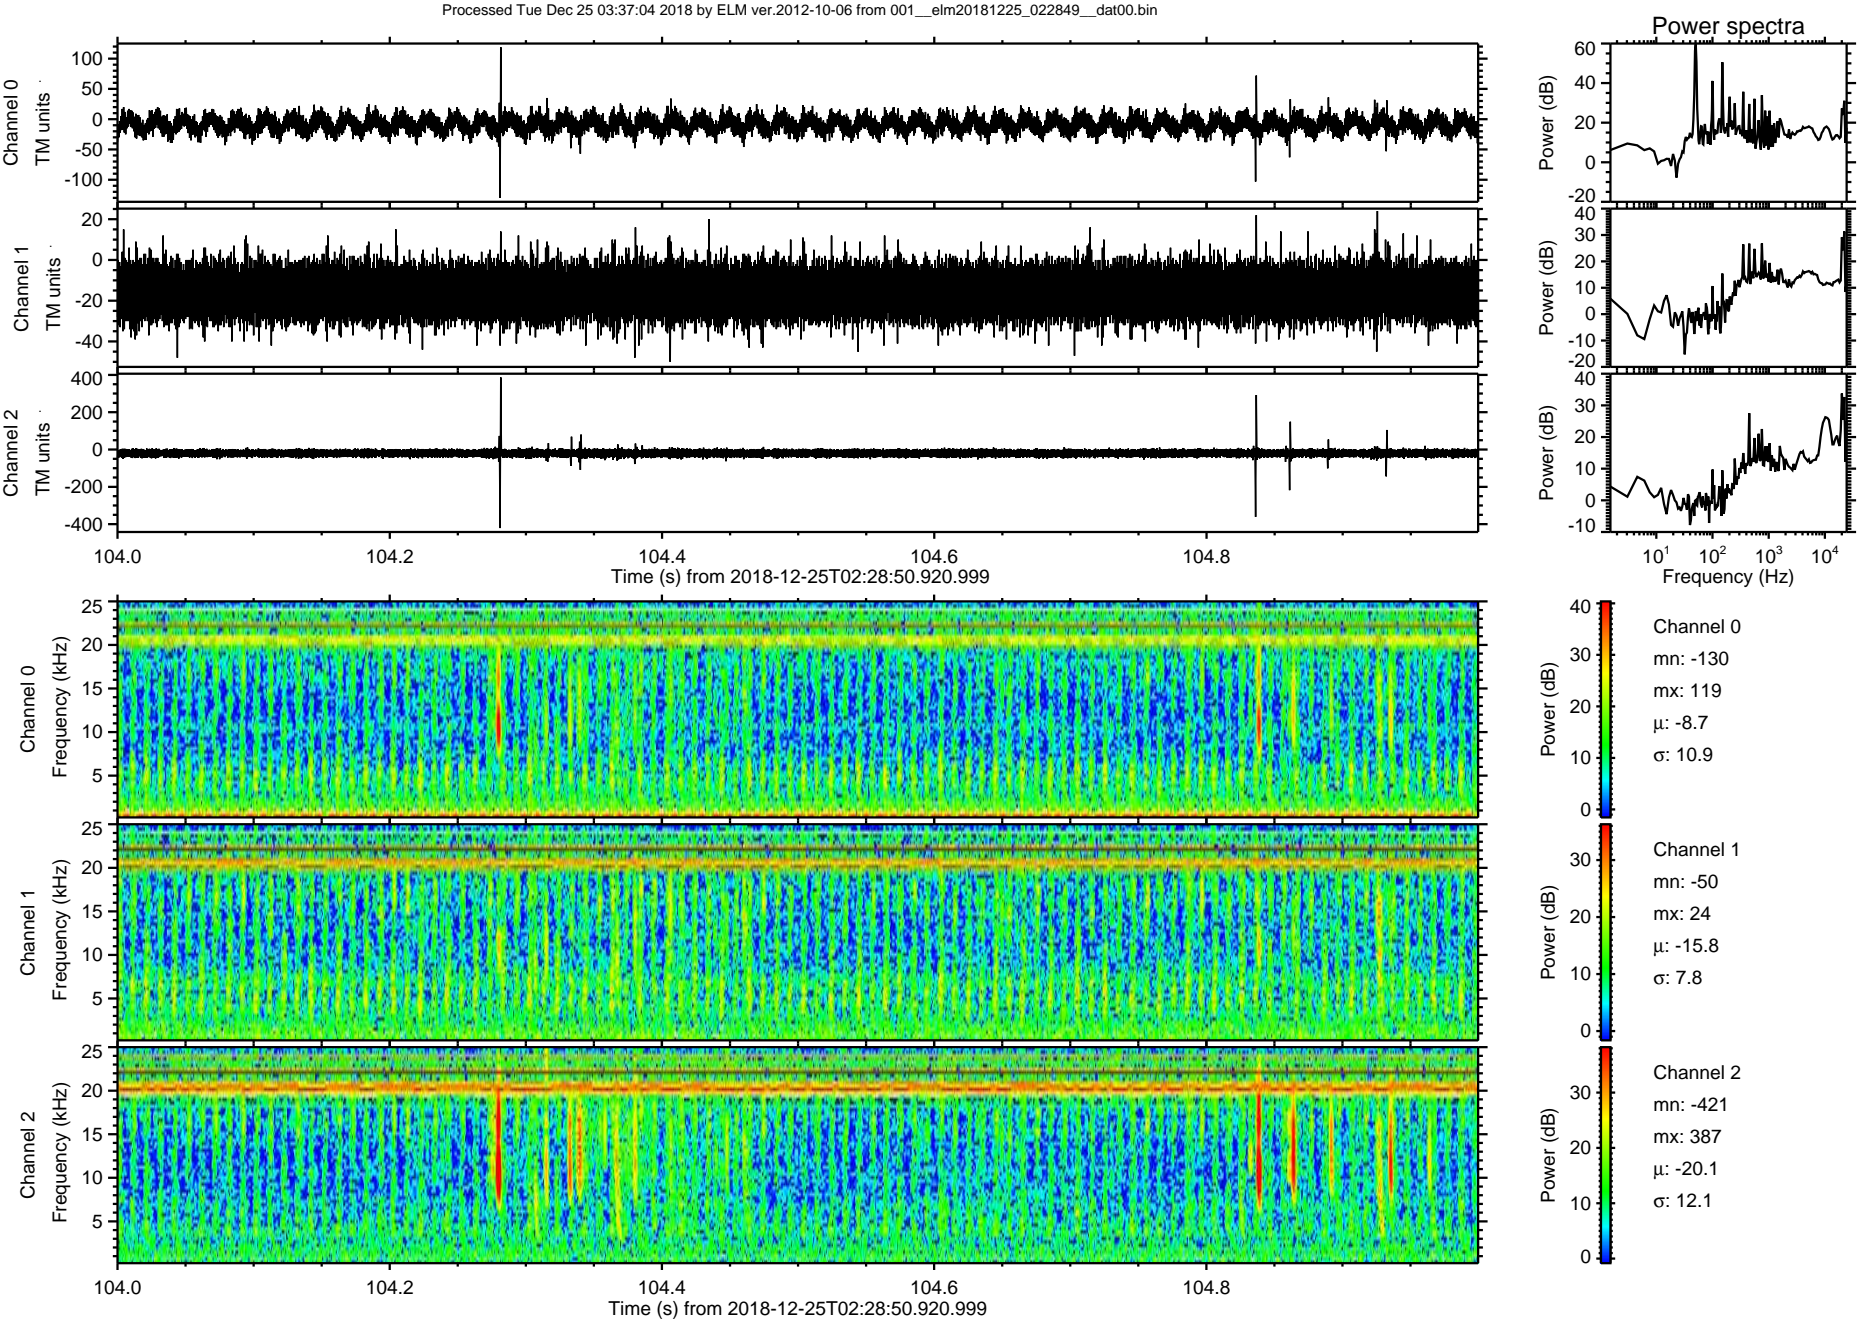 Processed Tue Dec 25 03:37:04 2018 by ELM ver.2012-10-06 from 001__elm20181225_022849__dat00.bin
Power spectra
Channel 0
TM units
100
50
0
-50
-100
Power (dB)
60
40
20
0
-20
Channel 1
TM units
20
0
-20
-40
Power (dB)
40
30
20
10
0
-10
-20
Channel 2
TM units
400
200
0
-200
-400
Power (dB)
40
30
20
10
0
-10
104.0 104.2 104.4 104.6 104.8
Time (s) from 2018-12-25T02:28:50.920.999
10^1 10^2 10^3 10^4
Frequency (Hz)
Channel 0
Frequency (kHz)
25
20
15
10
5
Power (dB)
40
30
20
10
0
Channel 0
mn: -130
mx: 119
µ: -8.7
σ: 10.9
Channel 1
Frequency (kHz)
25
20
15
10
5
Power (dB)
30
20
10
0
Channel 1
mn: -50
mx: 24
µ: -15.8
σ: 7.8
Channel 2
Frequency (kHz)
25
20
15
10
5
Power (dB)
30
20
10
0
Channel 2
mn: -421
mx: 387
µ: -20.1
σ: 12.1
104.0 104.2 104.4 104.6 104.8
Time (s) from 2018-12-25T02:28:50.920.999